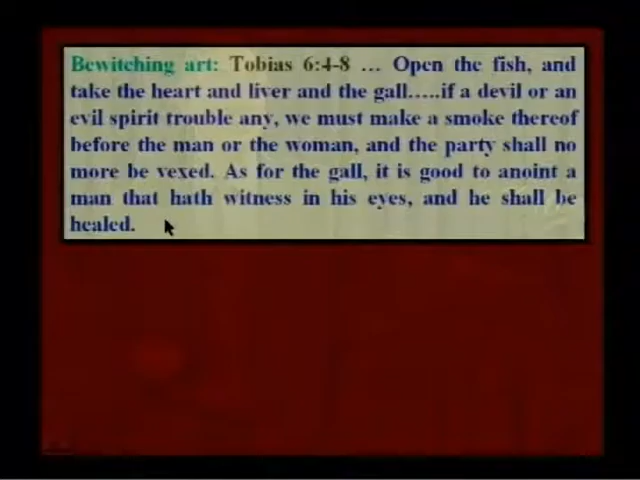 Bewitching art: Tobias 6:4-8 ... Open the fish, and
take the heart and liver and the gall.....if a devil or an
evil spirit trouble any, we must make a smoke thereof
before the man or the woman, and the party shall no
more be vexed. As for the gall, it is good to anoint a
man that hath witness in his eyes, and he shall be
healed.